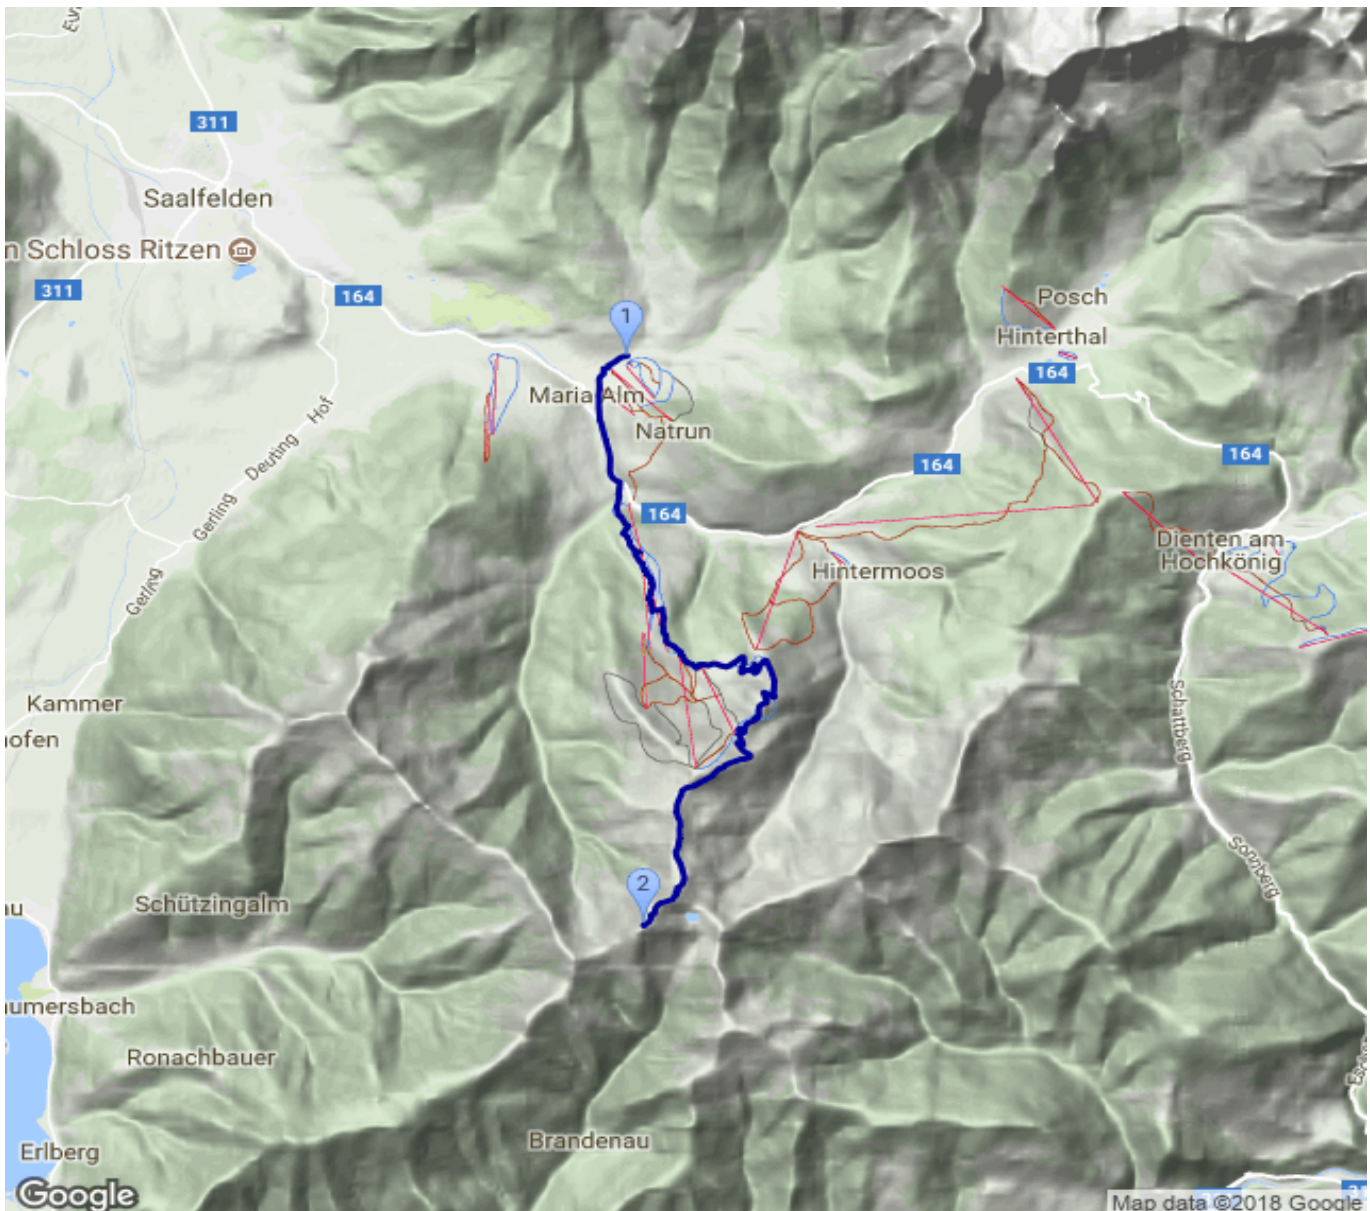 311
Saalfelden
n Schloss Ritzen
311
164
1
Posch
Hinterthal
164
Maria Alm
Natrun
Deuting
Hof
164
164
Gerling
164
Dienten am
Hochkönig
Hintermoos
Gerling
Kammer
ofen
Schattberg
Sonnberg
2
Schützingalm
au
aumersbach
Ronachbauer
Brandenau
Erlberg
Google
Map data ©2018 Google